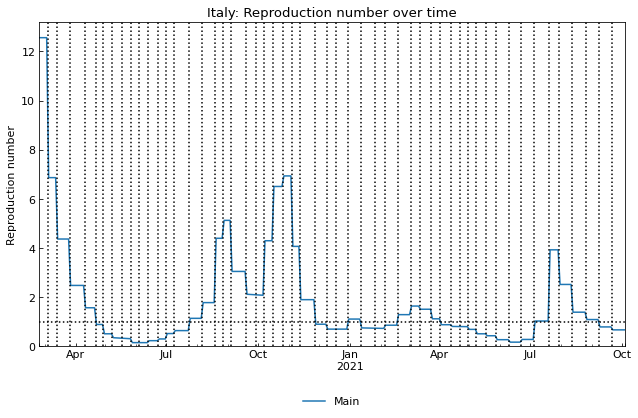 Italy: Reproduction number over time
Reproduction number
12
10
8
6
4
2
0
Apr Jul Oct Jan Apr Jul Oct
2021
Main